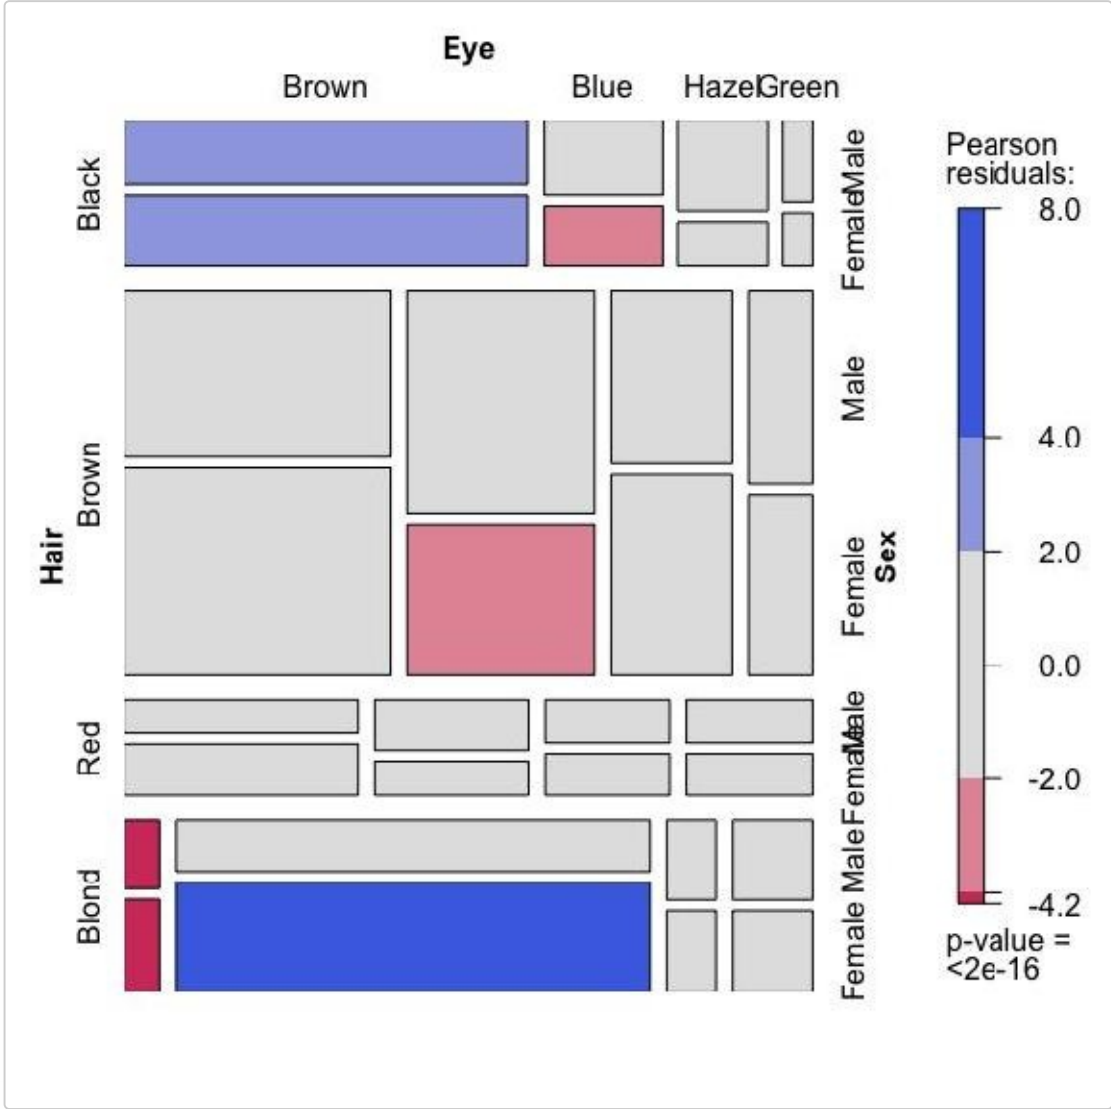 Eye
Brown Blue Hazel Green
Black
Brown
Red
Blond
Hair
Male
Female
Male
Female
Male
Female
Male
Female
Sex
Pearson
residuals:
8.0
4.0
2.0
0.0
-2.0
-4.2
p-value =
<2e-16